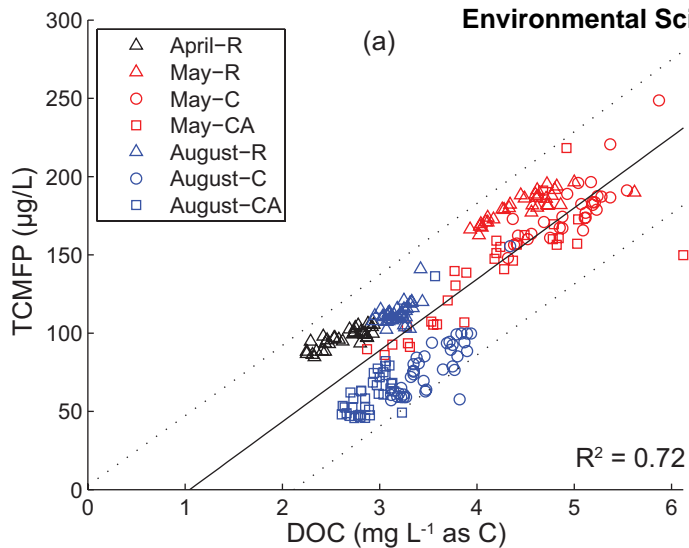 Environmental Sci
(a)
April−R
May−R
May−C
May−CA
August−R
August−C
August−CA
300
250
200
150
100
50
0
TCMFP (µg/L)
R² = 0.72
0 1 2 3 4 5 6
DOC (mg L⁻¹ as C)